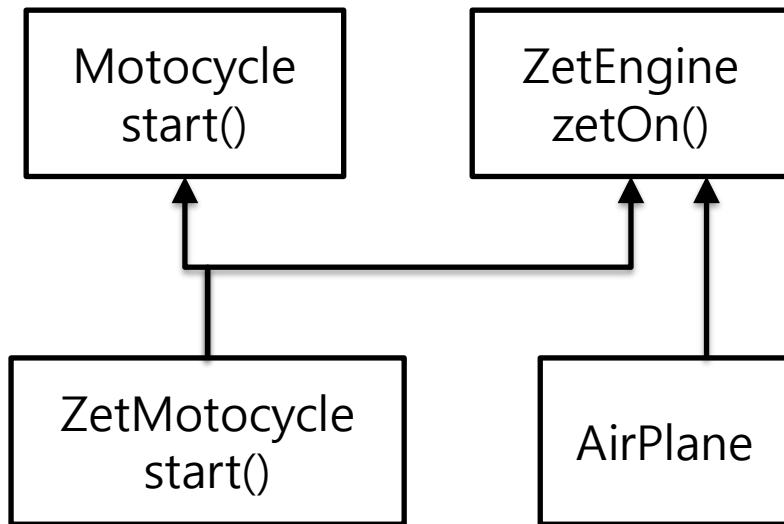 Motocycle
start()
ZetEngine
zetOn()
ZetMotocycle
start()
AirPlane